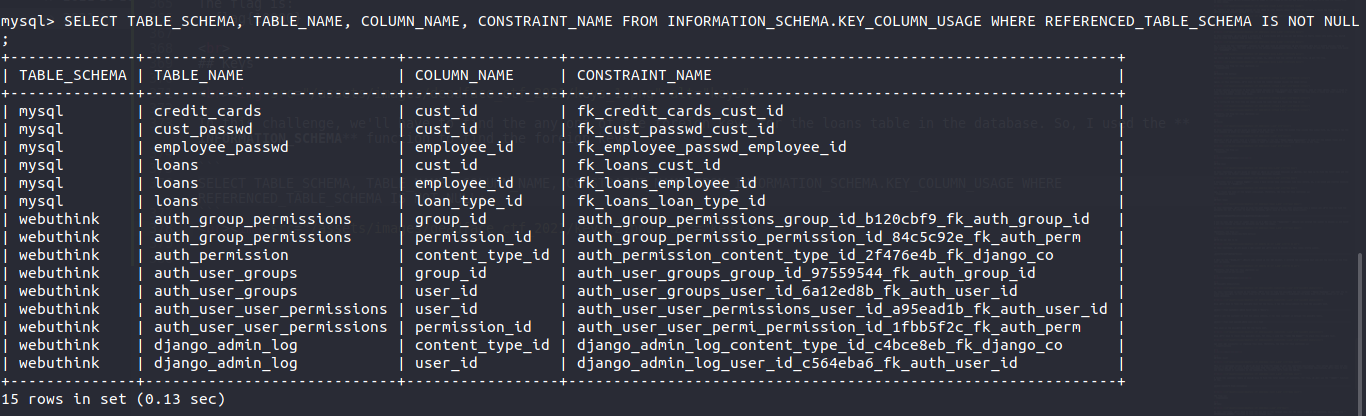 The flag is:
mysql> SELECT TABLE_SCHEMA, TABLE_NAME, COLUMN_NAME, CONSTRAINT_NAME FROM INFORMATION_SCHEMA.KEY_COLUMN_USAGE WHERE REFERENCED_TABLE_SCHEMA IS NOT NULL
;
+--------------+----------------------------+-----------------+-------------------------------------------------------------+
| TABLE_SCHEMA | TABLE_NAME | COLUMN_NAME | CONSTRAINT_NAME |
+--------------+----------------------------+-----------------+-------------------------------------------------------------+
| mysql | credit_cards | cust_id | fk_credit_cards_cust_id |
| mysql | cust_passwd | cust_id | fk_cust_passwd_cust_id |
| mysql | employee_passwd | employee_id | fk_employee_passwd_employee_id |
| mysql | loans | cust_id | fk_loans_cust_id |
| mysql | loans | employee_id | fk_loans_employee_id |
| mysql | loans | loan_type_id | fk_loans_loan_type_id |
| webuthink | auth_group_permissions | group_id | auth_group_permissions_group_id_b120cbf9_fk_auth_group_id |
| webuthink | auth_group_permissions | permission_id | auth_group_permissio_permission_id_84c5c92e_fk_auth_perm |
| webuthink | auth_permission | content_type_id | auth_permission_content_type_id_2f476e4b_fk_django_co |
| webuthink | auth_user_groups | group_id | auth_user_groups_group_id_97559544_fk_auth_group_id |
| webuthink | auth_user_groups | user_id | auth_user_groups_user_id_6a12ed8b_fk_auth_user_id |
| webuthink | auth_user_user_permissions | user_id | auth_user_user_permissions_user_id_a95ead1b_fk_auth_user_id |
| webuthink | auth_user_user_permissions | permission_id | auth_user_user_permi_permission_id_1fbb5f2c_fk_auth_perm |
| webuthink | django_admin_log | content_type_id | django_admin_log_content_type_id_c4bce8eb_fk_django_co |
| webuthink | django_admin_log | user_id | django_admin_log_user_id_c564eba6_fk_auth_user_id |
+--------------+----------------------------+-----------------+-------------------------------------------------------------+
15 rows in set (0.13 sec)